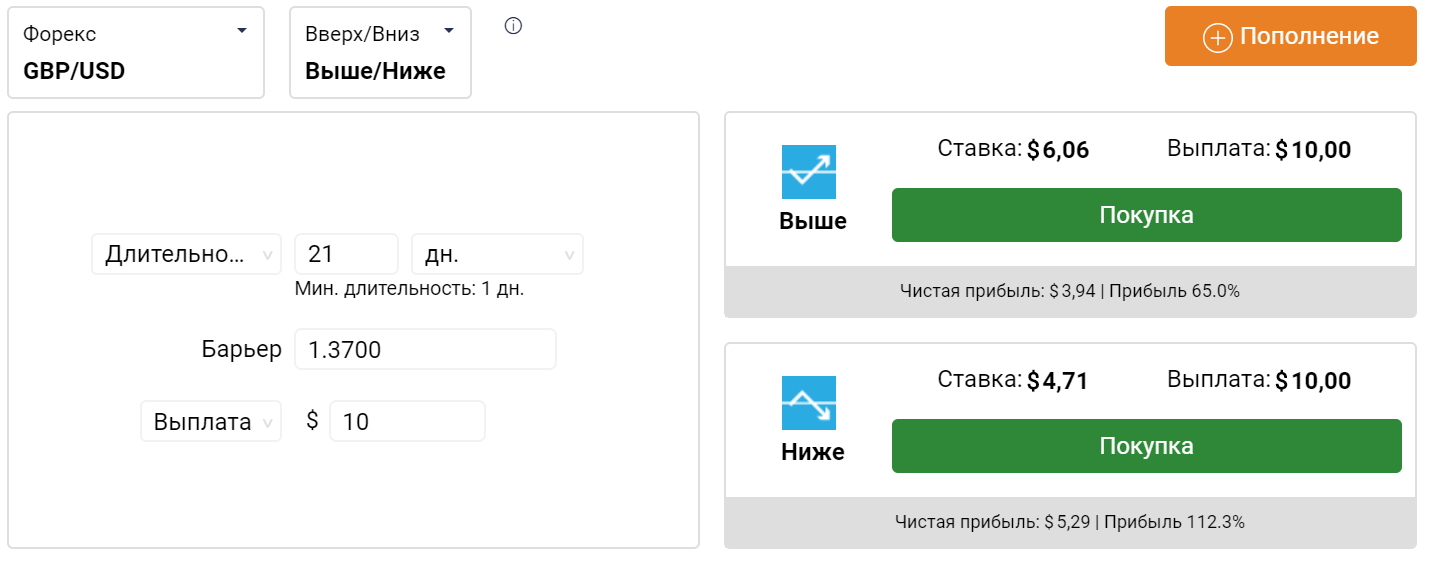 Форекс
GBP/USD
Вверх/Вниз
Выше/Ниже
Пополнение
Длительно...
21
дн.
Мин. длительность: 1 дн.
Барьер
1.3700
Выплата
$
10
Ставка: $6,06
Выплата: $10,00
Выше
Покупка
Чистая прибыль: $3,94 | Прибыль 65.0%
Ставка: $4,71
Выплата: $10,00
Ниже
Покупка
Чистая прибыль: $5,29 | Прибыль 112.3%